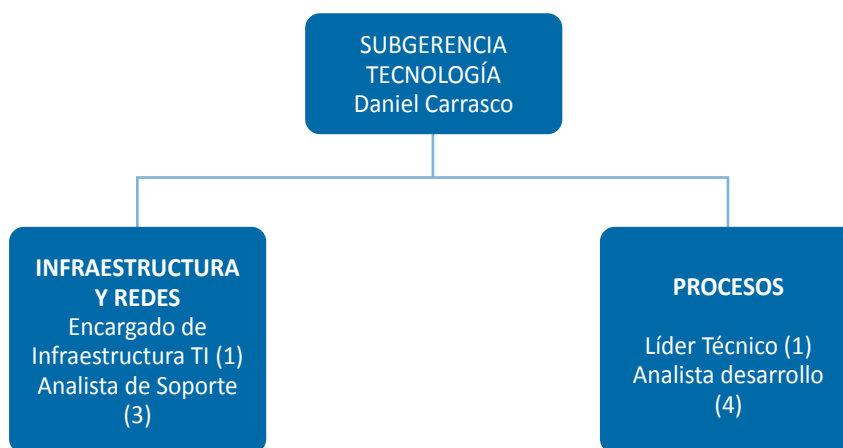 SUBGERENCIA
TECNOLOGÍA
Daniel Carrasco
INFRAESTRUCTURA
Y REDES
Encargado de
Infraestructura TI (1)
Analista de Soporte
(3)
PROCESOS
Líder Técnico (1)
Analista desarrollo
(4)